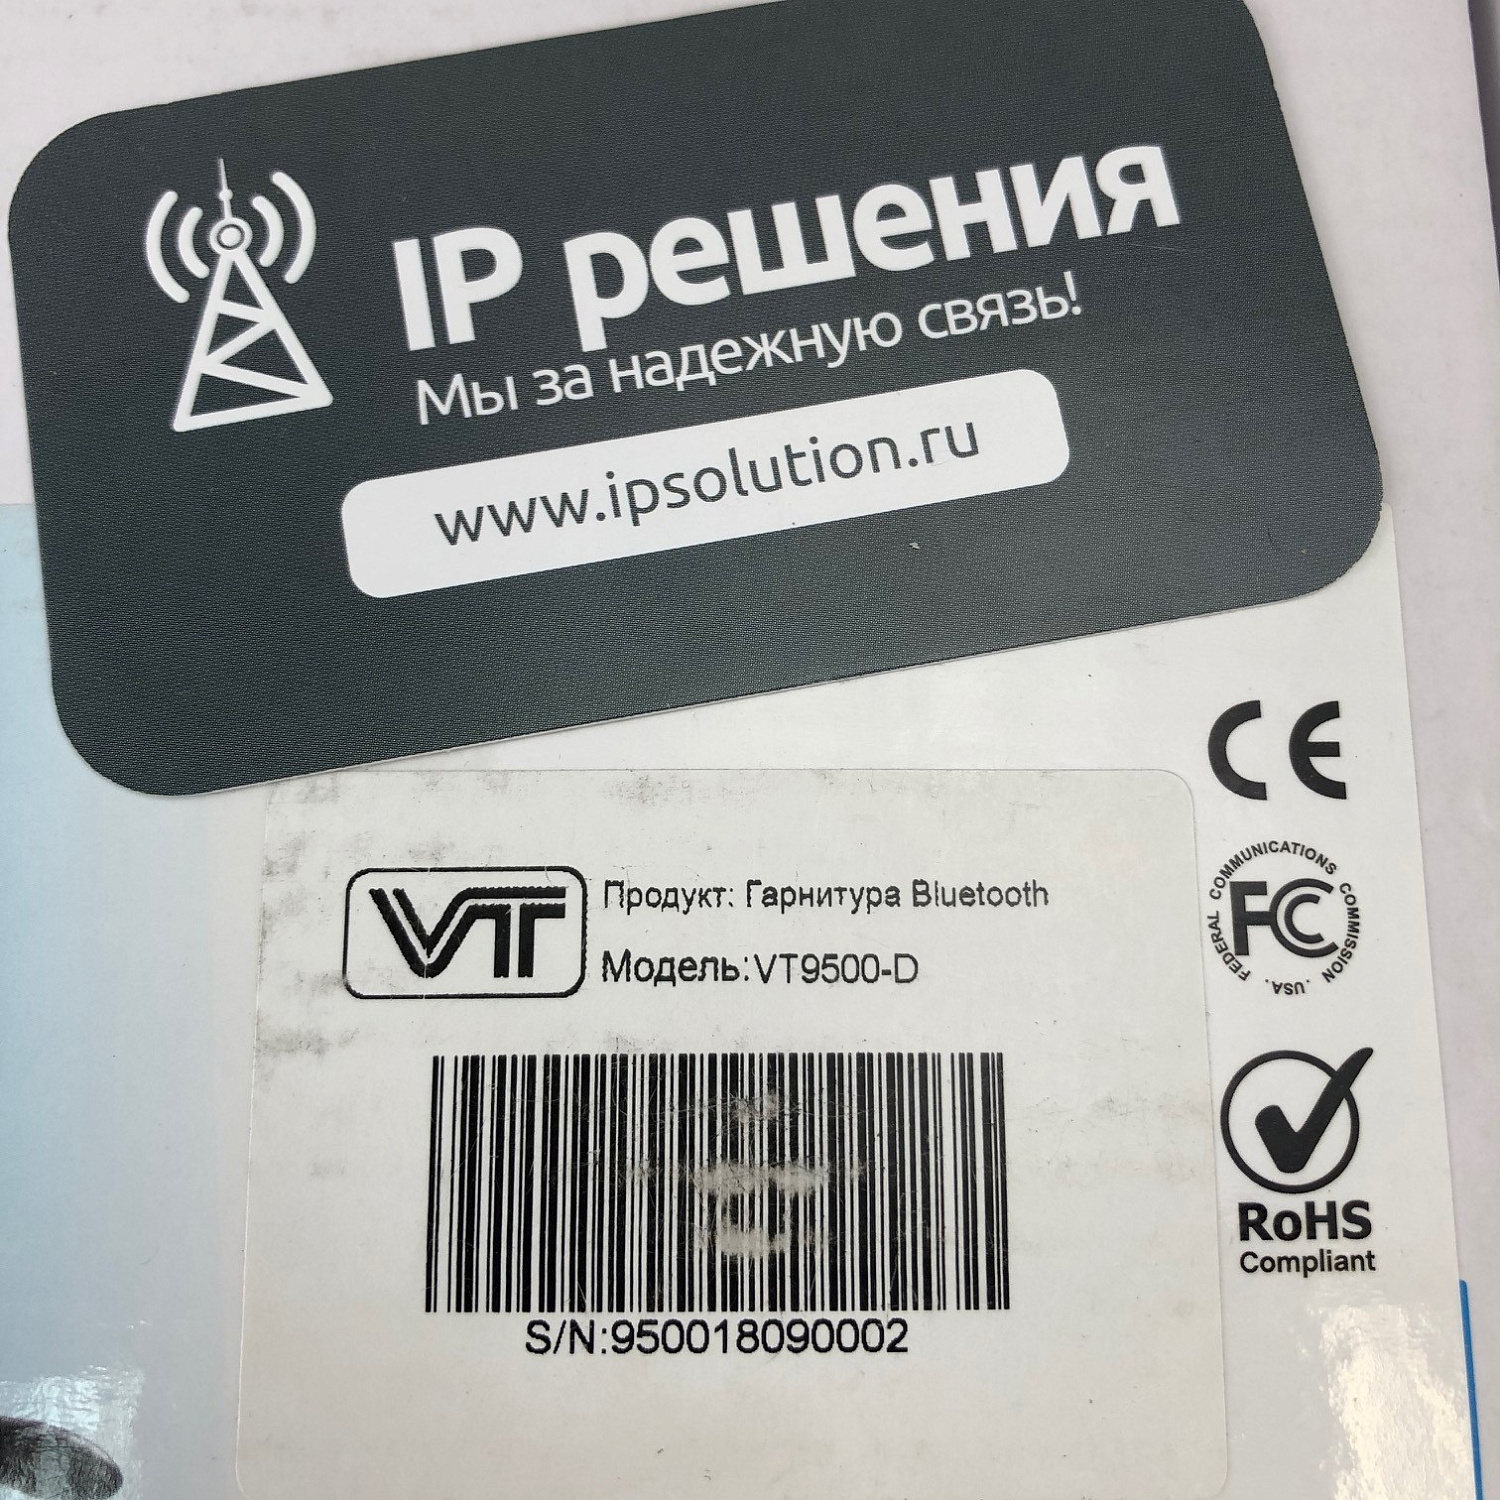 IP решения
Мы за надежную связь!
www.ipsolution.ru
CE
VT
Продукт: Гарнитура Bluetooth
Модель:VT9500-D
FEDERAL COMMUNICATIONS COMMISSION .USA.
FC
RoHS
Compliant
S/N:950018090002